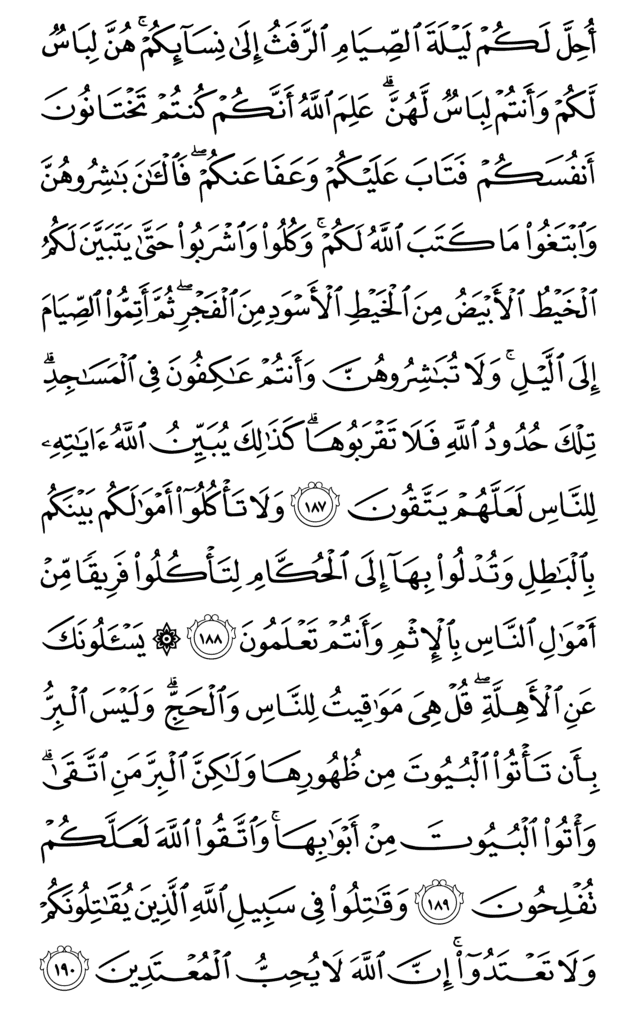 أُحِلَّ لَكُمْ لَيْلَةَ ٱلصِّيَامِ ٱلرَّفَثُ إِلَىٰ نِسَآئِكُمْ ۚ هُنَّ لِبَاسٌ
لَّكُمْ وَأَنتُمْ لِبَاسٌ لَّهُنَّ ۗ عَلِمَ ٱللَّهُ أَنَّكُمْ كُنتُمْ تَخْتَانُونَ
أَنفُسَكُمْ فَتَابَ عَلَيْكُمْ وَعَفَا عَنكُمْ ۖ فَٱلْـَٔـٰنَ بَـٰشِرُوهُنَّ
وَٱبْتَغُوا۟ مَا كَتَبَ ٱللَّهُ لَكُمْ ۚ وَكُلُوا۟ وَٱشْرَبُوا۟ حَتَّىٰ يَتَبَيَّنَ لَكُمُ
ٱلْخَيْطُ ٱلْأَبْيَضُ مِنَ ٱلْخَيْطِ ٱلْأَسْوَدِ مِنَ ٱلْفَجْرِ ۖ ثُمَّ أَتِمُّوا۟ ٱلصِّيَامَ
إِلَى ٱلَّيْلِ ۚ وَلَا تُبَـٰشِرُوهُنَّ وَأَنتُمْ عَـٰكِفُونَ فِى ٱلْمَسَـٰجِدِ ۗ
تِلْكَ حُدُودُ ٱللَّهِ فَلَا تَقْرَبُوهَا ۗ كَذَٰلِكَ يُبَيِّنُ ٱللَّهُ ءَايَـٰتِهِۦ
لِلنَّاسِ لَعَلَّهُمْ يَتَّقُونَ ١٨٧ وَلَا تَأْكُلُوٓا۟ أَمْوَٰلَكُم بَيْنَكُم
بِٱلْبَـٰطِلِ وَتُدْلُوا۟ بِهَآ إِلَى ٱلْحُكَّامِ لِتَأْكُلُوا۟ فَرِيقًا مِّنْ
أَمْوَٰلِ ٱلنَّاسِ بِٱلْإِثْمِ وَأَنتُمْ تَعْلَمُونَ ١٨٨ ۞ يَسْـَٔلُونَكَ
عَنِ ٱلْأَهِلَّةِ ۖ قُلْ هِىَ مَوَٰقِيتُ لِلنَّاسِ وَٱلْحَجِّ ۗ وَلَيْسَ ٱلْبِرُّ
بِأَن تَأْتُوا۟ ٱلْبُيُوتَ مِن ظُهُورِهَا وَلَـٰكِنَّ ٱلْبِرَّ مَنِ ٱتَّقَىٰ ۗ
وَأْتُوا۟ ٱلْبُيُوتَ مِنْ أَبْوَٰبِهَا ۚ وَٱتَّقُوا۟ ٱللَّهَ لَعَلَّكُمْ
تُفْلِحُونَ ١٨٩ وَقَـٰتِلُوا۟ فِى سَبِيلِ ٱللَّهِ ٱلَّذِينَ يُقَـٰتِلُونَكُمْ
وَلَا تَعْتَدُوٓا۟ ۚ إِنَّ ٱللَّهَ لَا يُحِبُّ ٱلْمُعْتَدِينَ ١٩٠